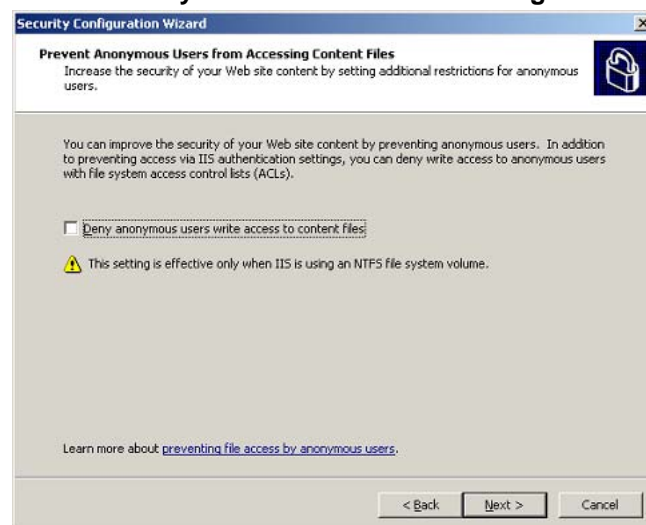 Security Configuration Wizard
Prevent Anonymous Users from Accessing Content Files
Increase the security of your Web site content by setting additional restrictions for anonymous
users.
You can improve the security of your Web site content by preventing anonymous users. In addition
to preventing access via IIS authentication settings, you can deny write access to anonymous users
with file system access control lists (ACLs).
Deny anonymous users write access to content files
This setting is effective only when IIS is using an NTFS file system volume.
Learn more about preventing file access by anonymous users.
< Back
Next >
Cancel